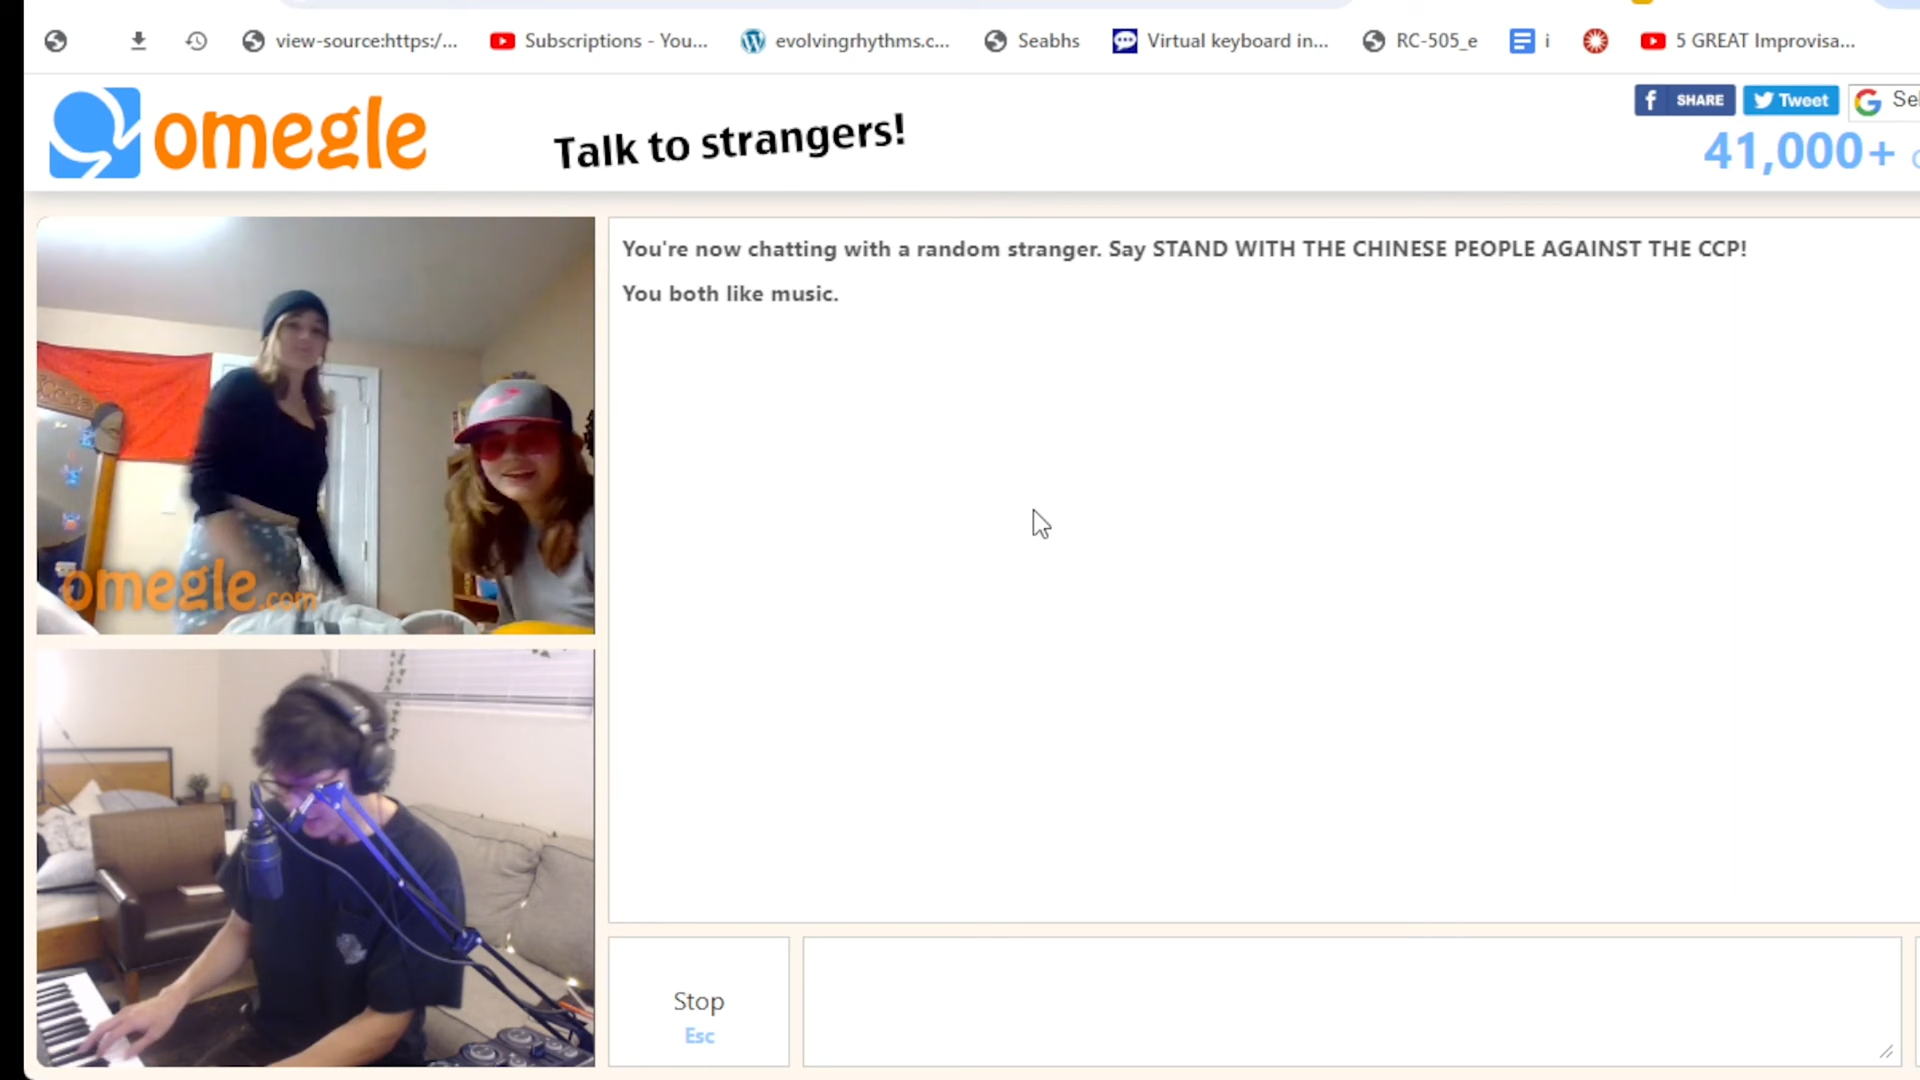 view-source:https:/...
Subscriptions - You...
evolvingrhythms.c...
Seabhs
Virtual keyboard in...
RC-505_e
i
5 GREAT Improvisa...
omegle
Talk to strangers!
f SHARE
Tweet
G Sel
41,000+
You're now chatting with a random stranger. Say STAND WITH THE CHINESE PEOPLE AGAINST THE CCP!
You both like music.
omegle.com
Stop
Esc